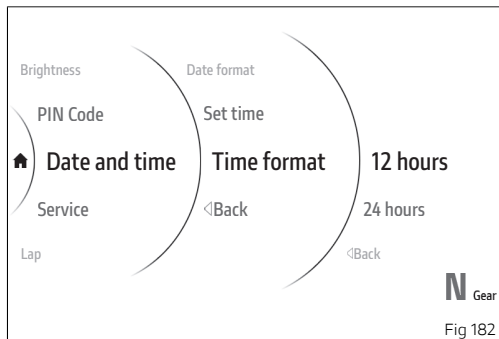 Brightness
Date format
PIN Code
Set time
Date and time
Time format
12 hours
Service
◁Back
24 hours
Lap
◁Back
N Gear
Fig 182